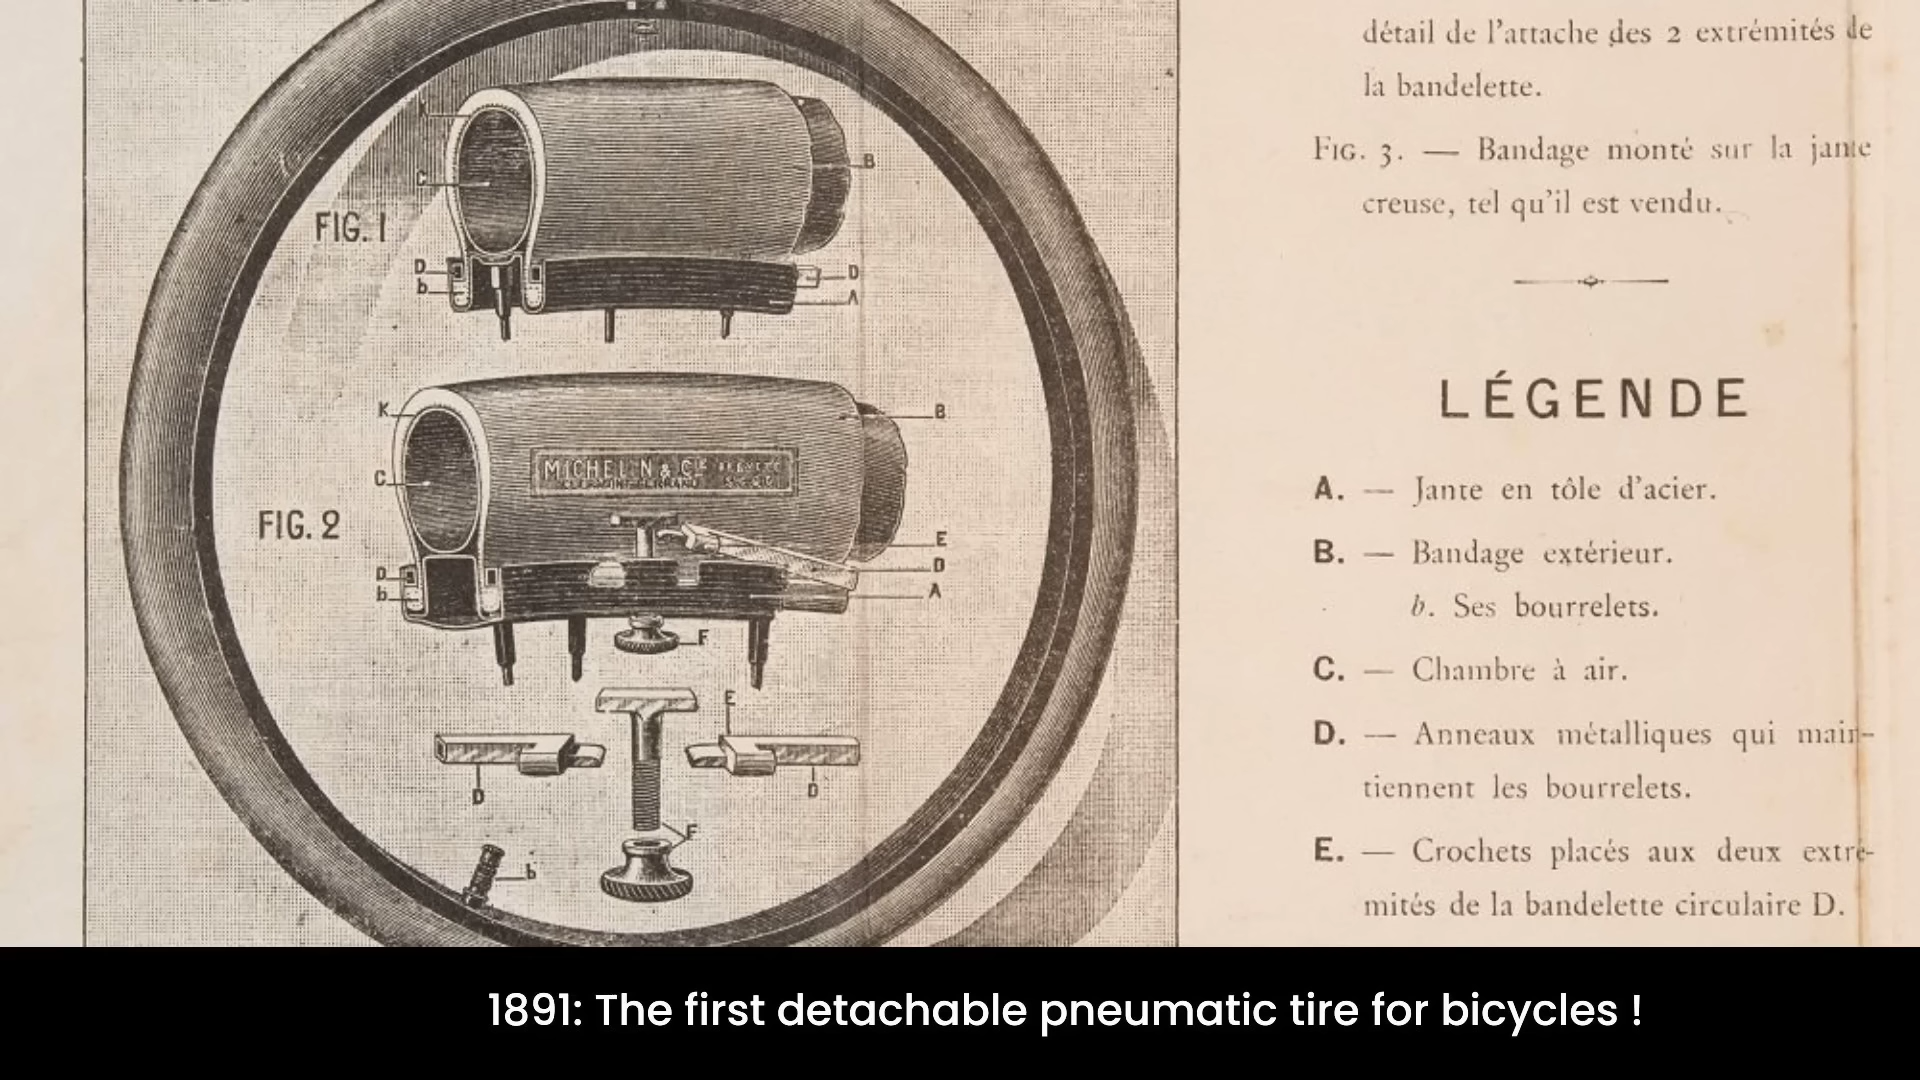 détail de l'attache des 2 extrémités de
la bandelette.
FIG. 3. — Bandage monté sur la jante
creuse, tel qu'il est vendu.
LÉGENDE
A. — Jante en tôle d'acier.
B. — Bandage extérieur.
b. Ses bourrelets.
C. — Chambre à air.
D. — Anneaux métalliques qui main-
tiennent les bourrelets.
E. — Crochets placés aux deux extré-
mités de la bandelette circulaire D.
FIG. 1
K
C
B
D
b
D
A
FIG. 2
K
C
B
MICHELIN & Cie
CLERMONT-FERRAND
E
D
A
D
b
F
E
D
D
F
b
1891: The first detachable pneumatic tire for bicycles !